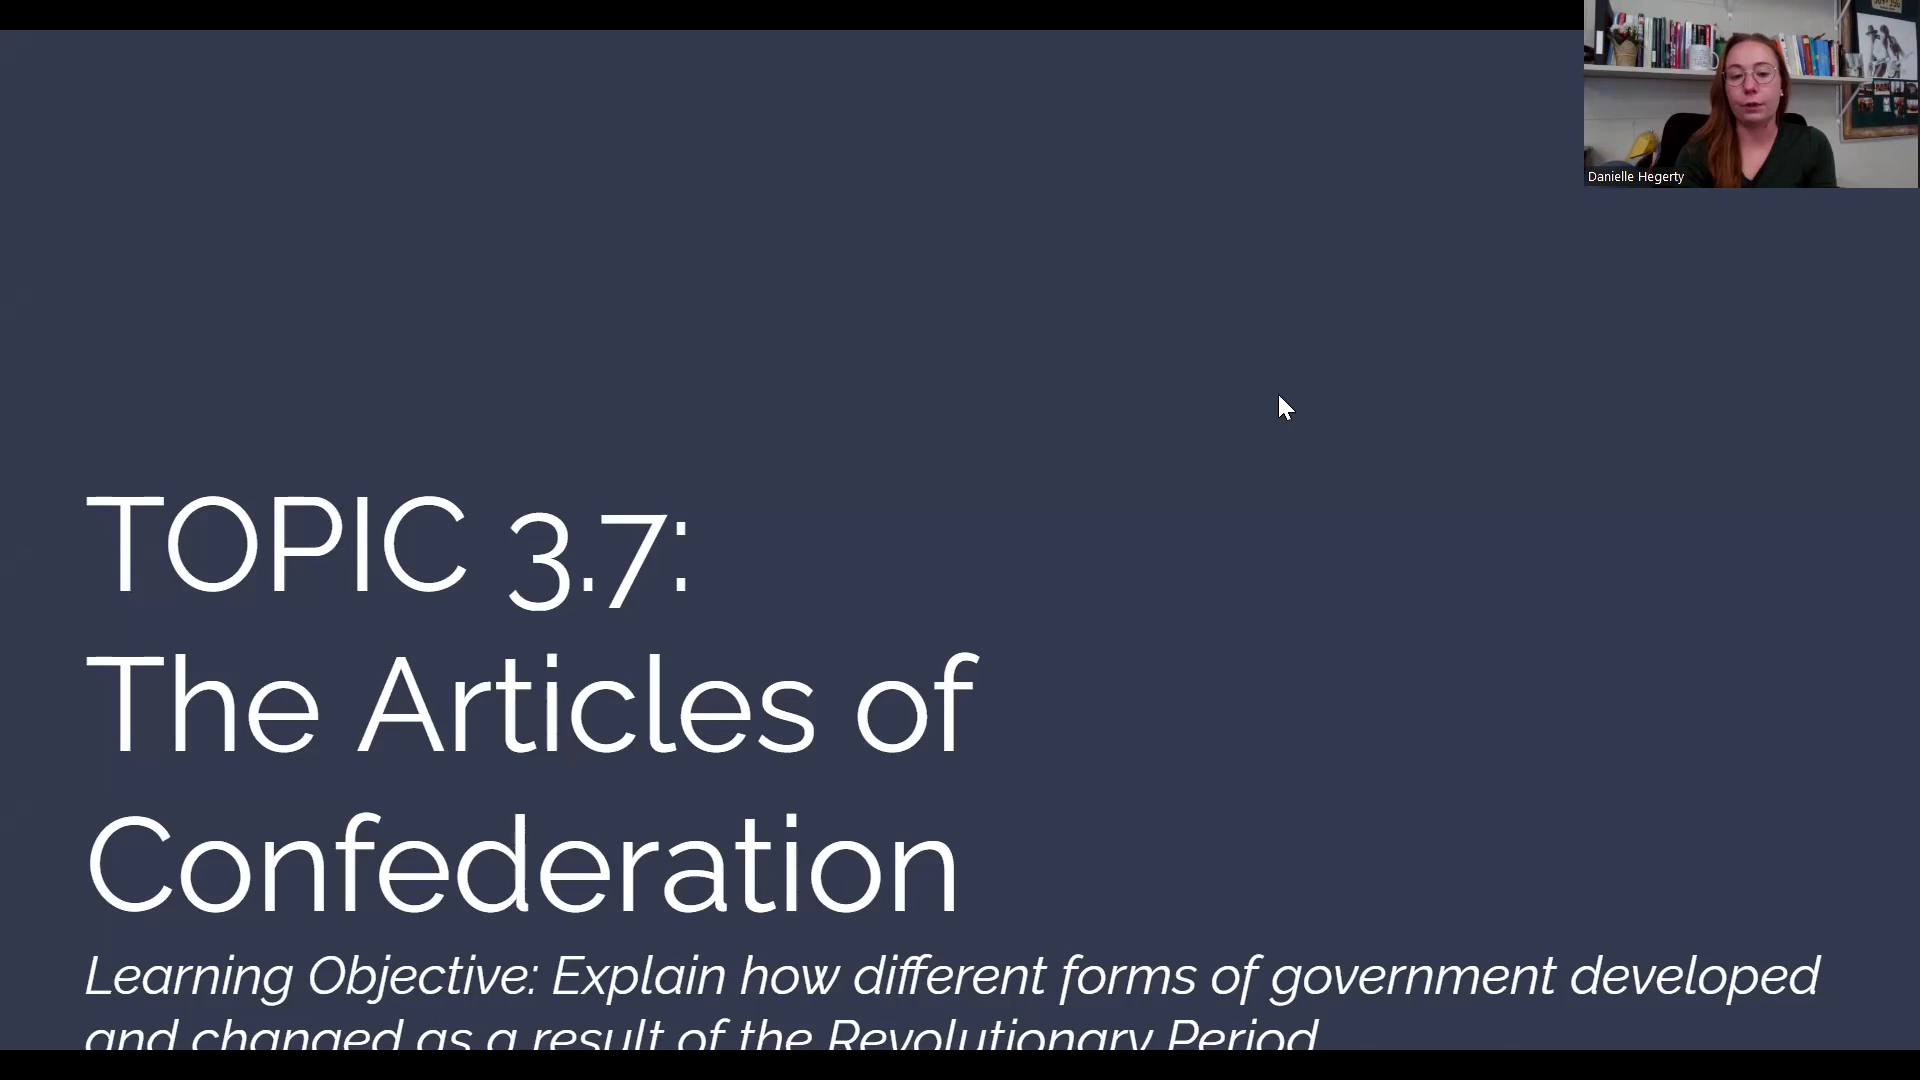 Danielle Hegerty
TOPIC 3.7:
The Articles of
Confederation
Learning Objective: Explain how different forms of government developed
and changed as a result of the Revolutionary Period